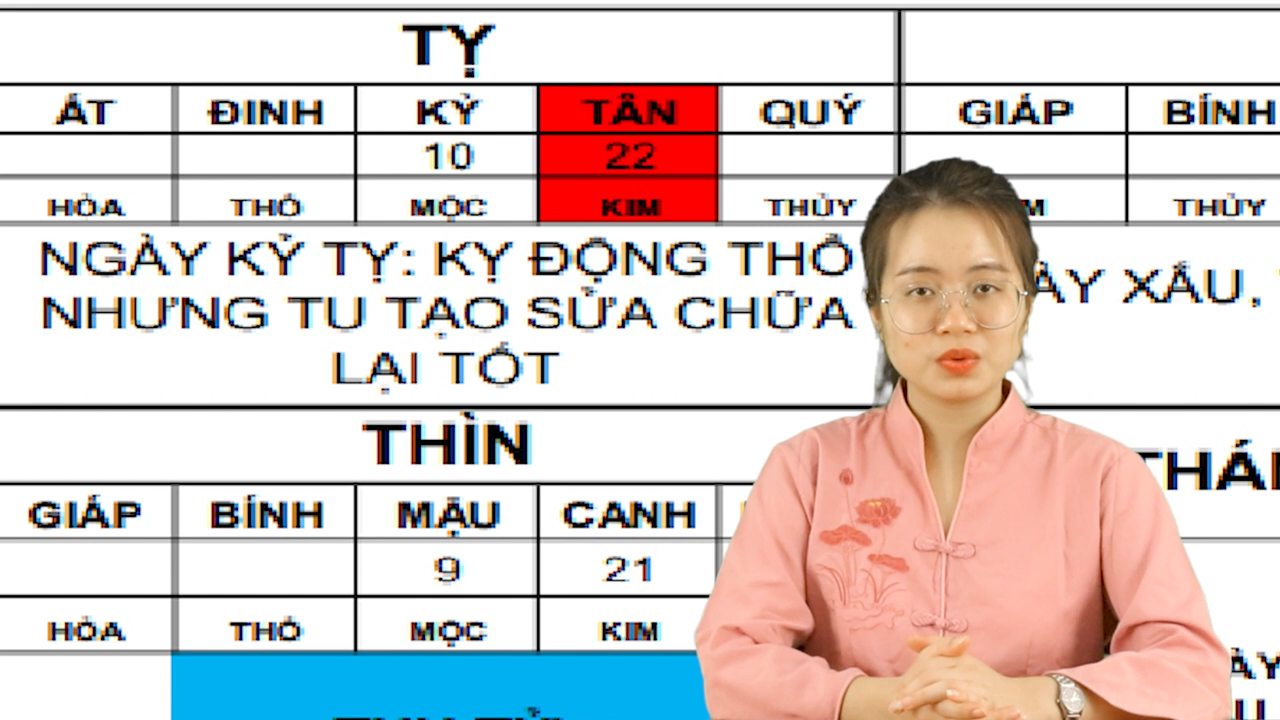 TỴ
ẤT ĐINH KỶ TÂN QUÝ GIÁP BÍNH
10 22
HỎA THỔ MỘC KIM THỦY THỦY
NGÀY KỶ TỴ: KỴ ĐỘNG THỔ
NHƯNG TU TẠO SỬA CHỮA
LẠI TỐT
XẤU,
THÌN
GIÁP BÍNH MẬU CANH
9 21
HỎA THỔ MỘC KIM